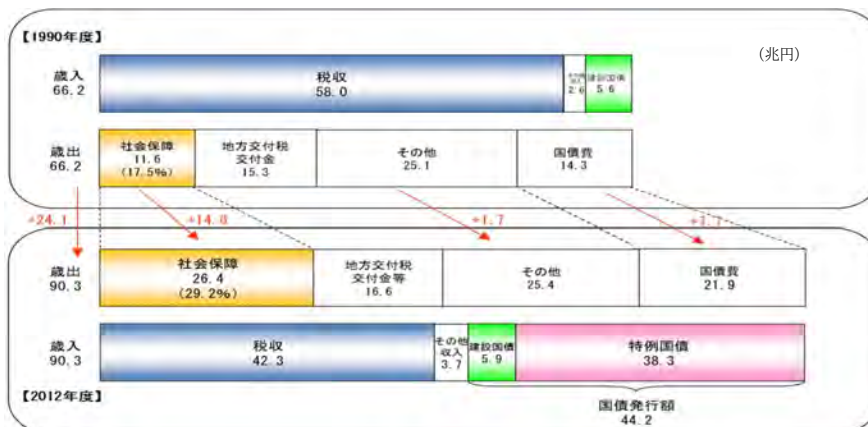 【1990年度】
(兆円)
歳入
66.2
税収
58.0
2.6
建設国債
5.6
歳出
66.2
社会保障
11.6
(17.5%)
地方交付税
交付金
15.3
その他
25.1
国債費
14.3
+24.1
+14.8
+1.7
歳出
90.3
社会保障
26.4
(29.2%)
地方交付税
交付金等
16.6
その他
25.4
国債費
21.9
歳入
90.3
税収
42.3
その他
収入
3.7
建設国債
5.9
特例国債
38.3
【2012年度】
国債発行額
44.2